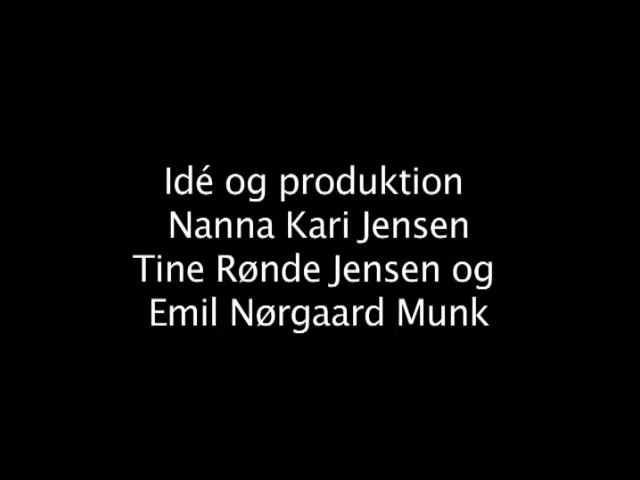 Idé og produktion
Nanna Kari Jensen
Tine Rønde Jensen og
Emil Nørgaard Munk